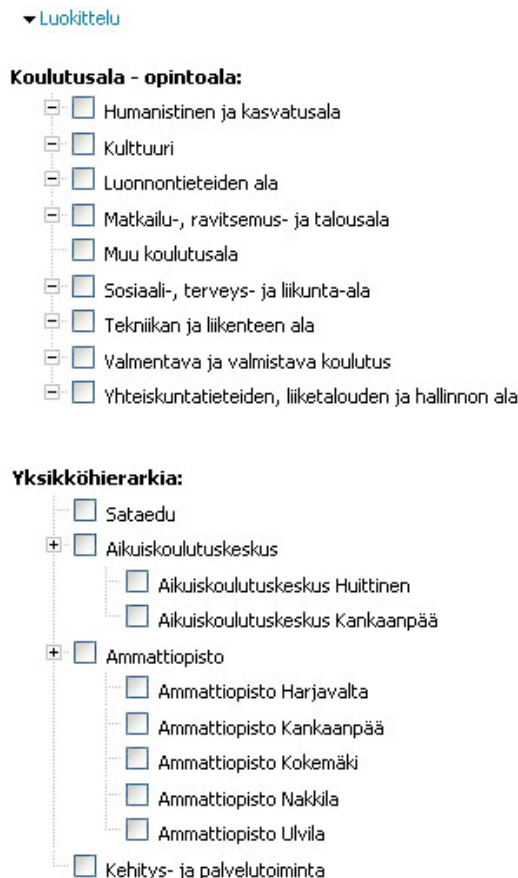 Luokittelu
Koulutusala - opintoala:
Humanistinen ja kasvatusala
Kulttuuri
Luonnontieteiden ala
Matkailu-, ravitsemus- ja talousala
Muu koulutusala
Sosiaali-, terveys- ja liikunta-ala
Tekniikan ja liikenteen ala
Valmentava ja valmistava koulutus
Yhteiskuntatieteiden, liiketalouden ja hallinnon ala
Yksikköhierarkia:
Sataedu
Aikuiskoulutuskeskus
Aikuiskoulutuskeskus Huittinen
Aikuiskoulutuskeskus Kankaanpää
Ammattiopisto
Ammattiopisto Harjavalta
Ammattiopisto Kankaanpää
Ammattiopisto Kokemäki
Ammattiopisto Nakkila
Ammattiopisto Ulvila
Kehitys- ja palvelutoiminta